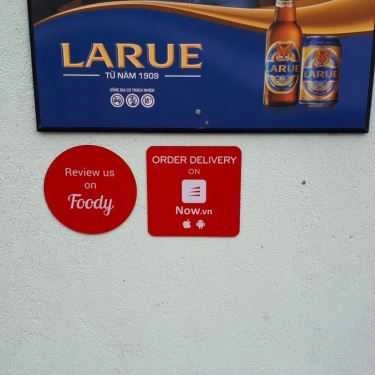 LARUE
TỪ NĂM 1909
LARUE
LARUE
Review us
on
Foody
ORDER DELIVERY
ON
Now.vn